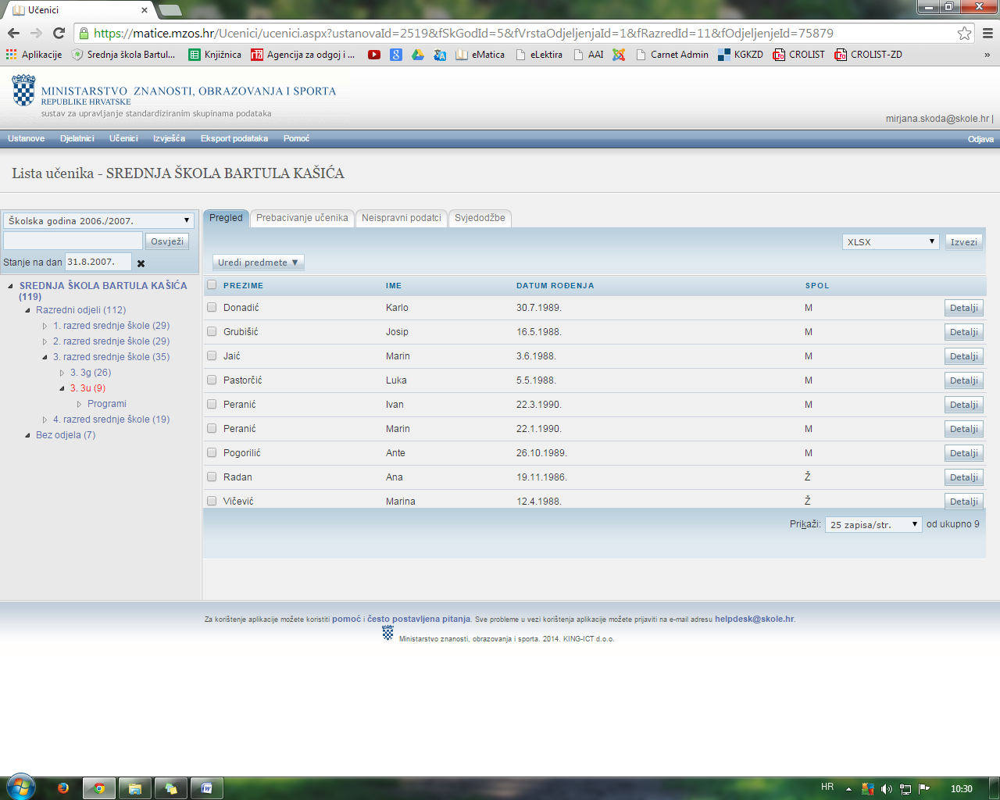 Učenici
https://matice.mzos.hr/Ucenici/ucenici.aspx?ustanovaId=2519&fSkGodId=5&fVrstaOdjeljenjaId=1&fRazredId=11&fOdjeljenjeId=75879
Aplikacije Srednja škola Bartul... Knjižnica Agencija za odgoj i ... eMatica eLektira AAI Carnet Admin KGKZD CROLIST CROLIST-ZD »
MINISTARSTVO ZNANOSTI, OBRAZOVANJA I SPORTA
REPUBLIKE HRVATSKE
sustav za upravljanje standardiziranim skupinama podataka
mirjana.skoda@skole.hr |
Ustanove Djelatnici Učenici Izvješća Eksport podataka Pomoć Odjava
Lista učenika - SREDNJA ŠKOLA BARTULA KAŠIĆA
Školska godina 2006./2007.
Osvježi
Stanje na dan 31.8.2007.
SREDNJA ŠKOLA BARTULA KAŠIĆA
(119)
Razredni odjeli (112)
1. razred srednje škole (29)
2. razred srednje škole (29)
3. razred srednje škole (35)
3. 3g (26)
3. 3u (9)
Programi
4. razred srednje škole (19)
Bez odjela (7)
Pregled Prebacivanje učenika Neispravni podatci Svjedodžbe
XLSX Izvezi
Uredi predmete ▼
PREZIME IME DATUM ROĐENJA SPOL
Donadić Karlo 30.7.1989. M Detalji
Grubišić Josip 16.5.1988. M Detalji
Jaić Marin 3.6.1988. M Detalji
Pastorčić Luka 5.5.1988. M Detalji
Peranić Ivan 22.3.1990. M Detalji
Peranić Marin 22.1.1990. M Detalji
Pogorilić Ante 26.10.1989. M Detalji
Radan Ana 19.11.1986. Ž Detalji
Vičević Marina 12.4.1988. Ž Detalji
Prikaži: 25 zapisa/str. od ukupno 9
Za korištenje aplikacije možete koristiti pomoć i često postavljena pitanja. Sve probleme u vezi korištenja aplikacije možete prijaviti na e-mail adresu helpdesk@skole.hr.
Ministarstvo znanosti, obrazovanja i sporta. 2014. KING-ICT d.o.o.
HR 10:30